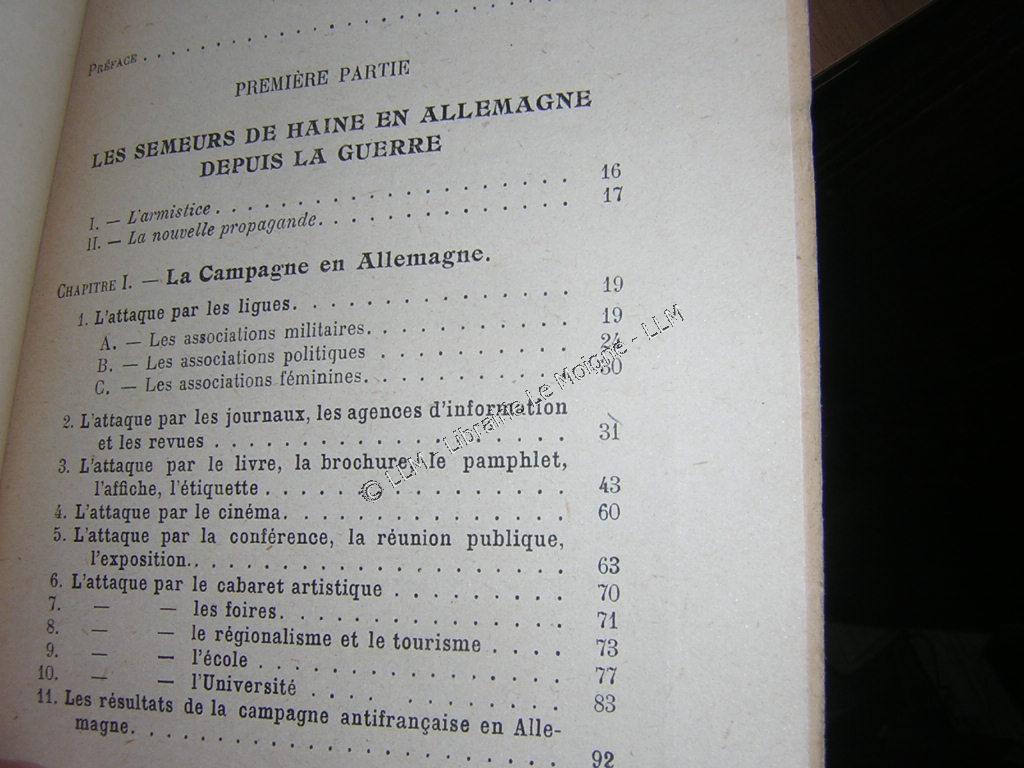 PRÉFACE . . . . . . . . . . . . . . . .
PREMIÈRE PARTIE
LES SEMEURS DE HAINE EN ALLEMAGNE
DEPUIS LA GUERRE
I. — L'armistice . . . . . . . . . . . . . . . . 16
II. — La nouvelle propagande. . . . . . . . . . . . 17
CHAPITRE I. — La Campagne en Allemagne.
1. L'attaque par les ligues. . . . . . . . . . . . . 19
A. — Les associations militaires. . . . . . . . . . 19
B. — Les associations politiques . . . . . . . . . 24
C. — Les associations féminines. . . . . . . . . . 30
2. L'attaque par les journaux, les agences d'information
et les revues . . . . . . . . . . . . . . . . 31
3. L'attaque par le livre, la brochure, le pamphlet,
l'affiche, l'étiquette . . . . . . . . . . . . . . 43
4. L'attaque par le cinéma. . . . . . . . . . . . . 60
5. L'attaque par la conférence, la réunion publique,
l'exposition. . . . . . . . . . . . . . . . . . 63
6. L'attaque par le cabaret artistique . . . . . . . . 70
7. — — les foires. . . . . . . . . . . . . 71
8. — — le régionalisme et le tourisme . . . . 73
9. — — l'école . . . . . . . . . . . . . . 77
10. — — l'Université . . . . . . . . . . . . 83
11. Les résultats de la campagne antifrançaise en Alle-
magne. . . . . . . . . . . . . . . . . . . . 92
© LLM - Librairie Le Moigne - LLM